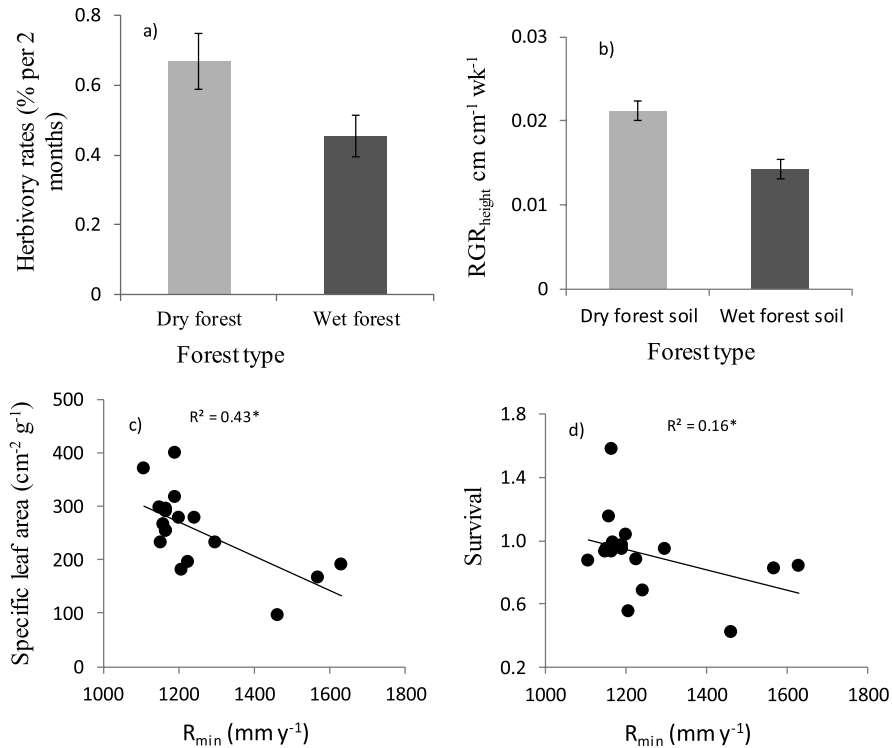 a)
Herbivory rates (% per 2
months)
0.8
0.6
0.4
0.2
0
Dry forest Wet forest
Forest type
b)
RGRheight cm cm-1 wk-1
0.03
0.02
0.01
0
Dry forest soil Wet forest soil
Forest type
c)
R² = 0.43*
Specific leaf area (cm-2 g-1)
500
400
300
200
100
0
1000 1200 1400 1600 1800
Rmin (mm y-1)
d)
R² = 0.16*
Survival
1.8
1.4
1.0
0.6
0.2
1000 1200 1400 1600 1800
Rmin (mm y-1)